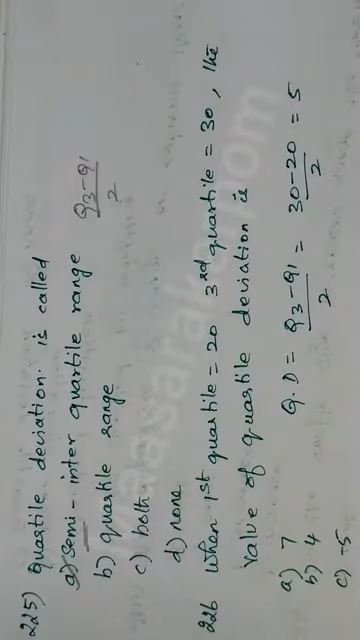 225) Quartile deviation is called
a) Semi-inter quartile range (Q3-Q1)/2
b) quartile range
c) both
d) none
226 When 1st quartile = 20 3rd quartile = 30, the
value of quartile deviation is
a) 7 Q.D = (Q3-Q1)/2 = (30-20)/2 = 5
b) 4
c) 5